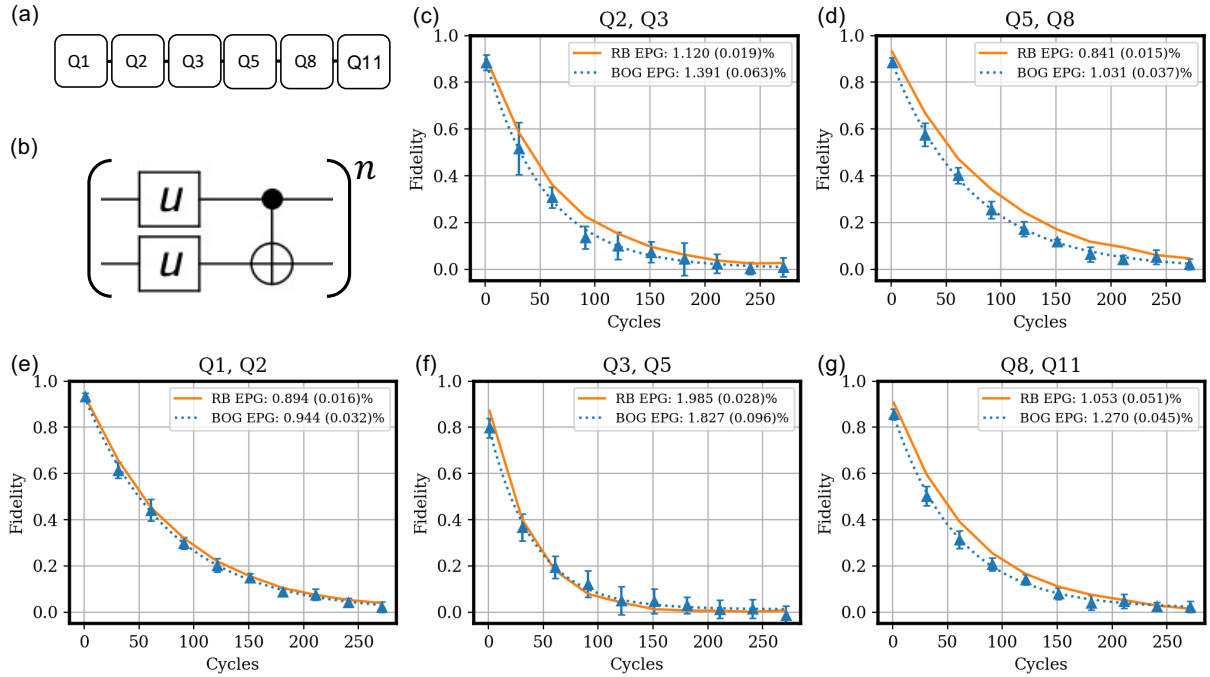 (a)
Q1 Q2 Q3 Q5 Q8 Q11
(b)
u
u
n
(c)
Q2, Q3
RB EPG: 1.120 (0.019)%
BOG EPG: 1.391 (0.063)%
Fidelity
1.0
0.8
0.6
0.4
0.2
0.0
0 50 100 150 200 250
Cycles
(d)
Q5, Q8
RB EPG: 0.841 (0.015)%
BOG EPG: 1.031 (0.037)%
Fidelity
1.0
0.8
0.6
0.4
0.2
0.0
0 50 100 150 200 250
Cycles
(e)
Q1, Q2
RB EPG: 0.894 (0.016)%
BOG EPG: 0.944 (0.032)%
Fidelity
1.0
0.8
0.6
0.4
0.2
0.0
0 50 100 150 200 250
Cycles
(f)
Q3, Q5
RB EPG: 1.985 (0.028)%
BOG EPG: 1.827 (0.096)%
Fidelity
1.0
0.8
0.6
0.4
0.2
0.0
0 50 100 150 200 250
Cycles
(g)
Q8, Q11
RB EPG: 1.053 (0.051)%
BOG EPG: 1.270 (0.045)%
Fidelity
1.0
0.8
0.6
0.4
0.2
0.0
0 50 100 150 200 250
Cycles